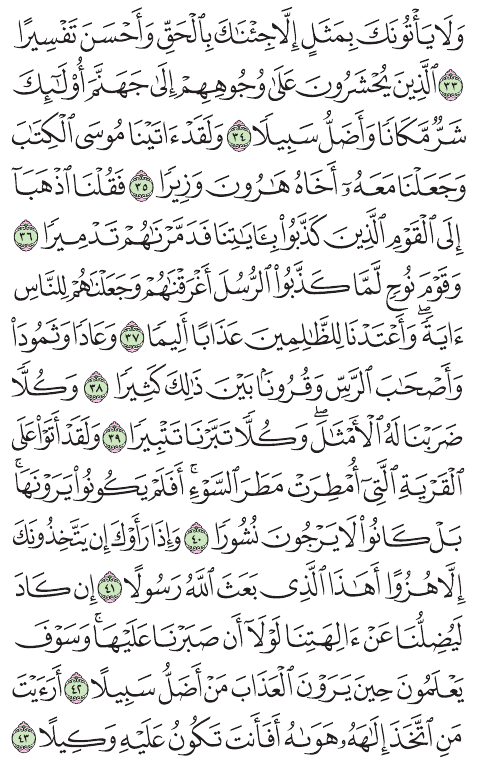 وَلَا يَأْتُونَكَ بِمَثَلٍ إِلَّا جِئْنَٰكَ بِٱلْحَقِّ وَأَحْسَنَ تَفْسِيرًا
٣٣ ٱلَّذِينَ يُحْشَرُونَ عَلَىٰ وُجُوهِهِمْ إِلَىٰ جَهَنَّمَ أُو۟لَٰٓئِكَ
شَرٌّ مَّكَانًا وَأَضَلُّ سَبِيلًا ٣٤ وَلَقَدْ ءَاتَيْنَا مُوسَى ٱلْكِتَٰبَ
وَجَعَلْنَا مَعَهُۥٓ أَخَاهُ هَٰرُونَ وَزِيرًا ٣٥ فَقُلْنَا ٱذْهَبَآ
إِلَى ٱلْقَوْمِ ٱلَّذِينَ كَذَّبُوا۟ بِـَٔايَٰتِنَا فَدَمَّرْنَٰهُمْ تَدْمِيرًا ٣٦
وَقَوْمَ نُوحٍ لَّمَّا كَذَّبُوا۟ ٱلرُّسُلَ أَغْرَقْنَٰهُمْ وَجَعَلْنَٰهُمْ لِلنَّاسِ
ءَايَةً ۖ وَأَعْتَدْنَا لِلظَّٰلِمِينَ عَذَابًا أَلِيمًا ٣٧ وَعَادًا وَثَمُودَا۟
وَأَصْحَٰبَ ٱلرَّسِّ وَقُرُونًۢا بَيْنَ ذَٰلِكَ كَثِيرًا ٣٨ وَكُلًّا
ضَرَبْنَا لَهُ ٱلْأَمْثَٰلَ ۖ وَكُلًّا تَبَّرْنَا تَتْبِيرًا ٣٩ وَلَقَدْ أَتَوْا۟ عَلَى
ٱلْقَرْيَةِ ٱلَّتِىٓ أُمْطِرَتْ مَطَرَ ٱلسَّوْءِ ۚ أَفَلَمْ يَكُونُوا۟ يَرَوْنَهَا ۚ
بَلْ كَانُوا۟ لَا يَرْجُونَ نُشُورًا ٤٠ وَإِذَا رَأَوْكَ إِن يَتَّخِذُونَكَ
إِلَّا هُزُوًا أَهَٰذَا ٱلَّذِى بَعَثَ ٱللَّهُ رَسُولًا ٤١ إِن كَادَ
لَيُضِلُّنَا عَنْ ءَالِهَتِنَا لَوْلَآ أَن صَبَرْنَا عَلَيْهَا ۚ وَسَوْفَ
يَعْلَمُونَ حِينَ يَرَوْنَ ٱلْعَذَابَ مَنْ أَضَلُّ سَبِيلًا ٤٢ أَرَءَيْتَ
مَنِ ٱتَّخَذَ إِلَٰهَهُۥ هَوَىٰهُ أَفَأَنتَ تَكُونُ عَلَيْهِ وَكِيلًا ٤٣